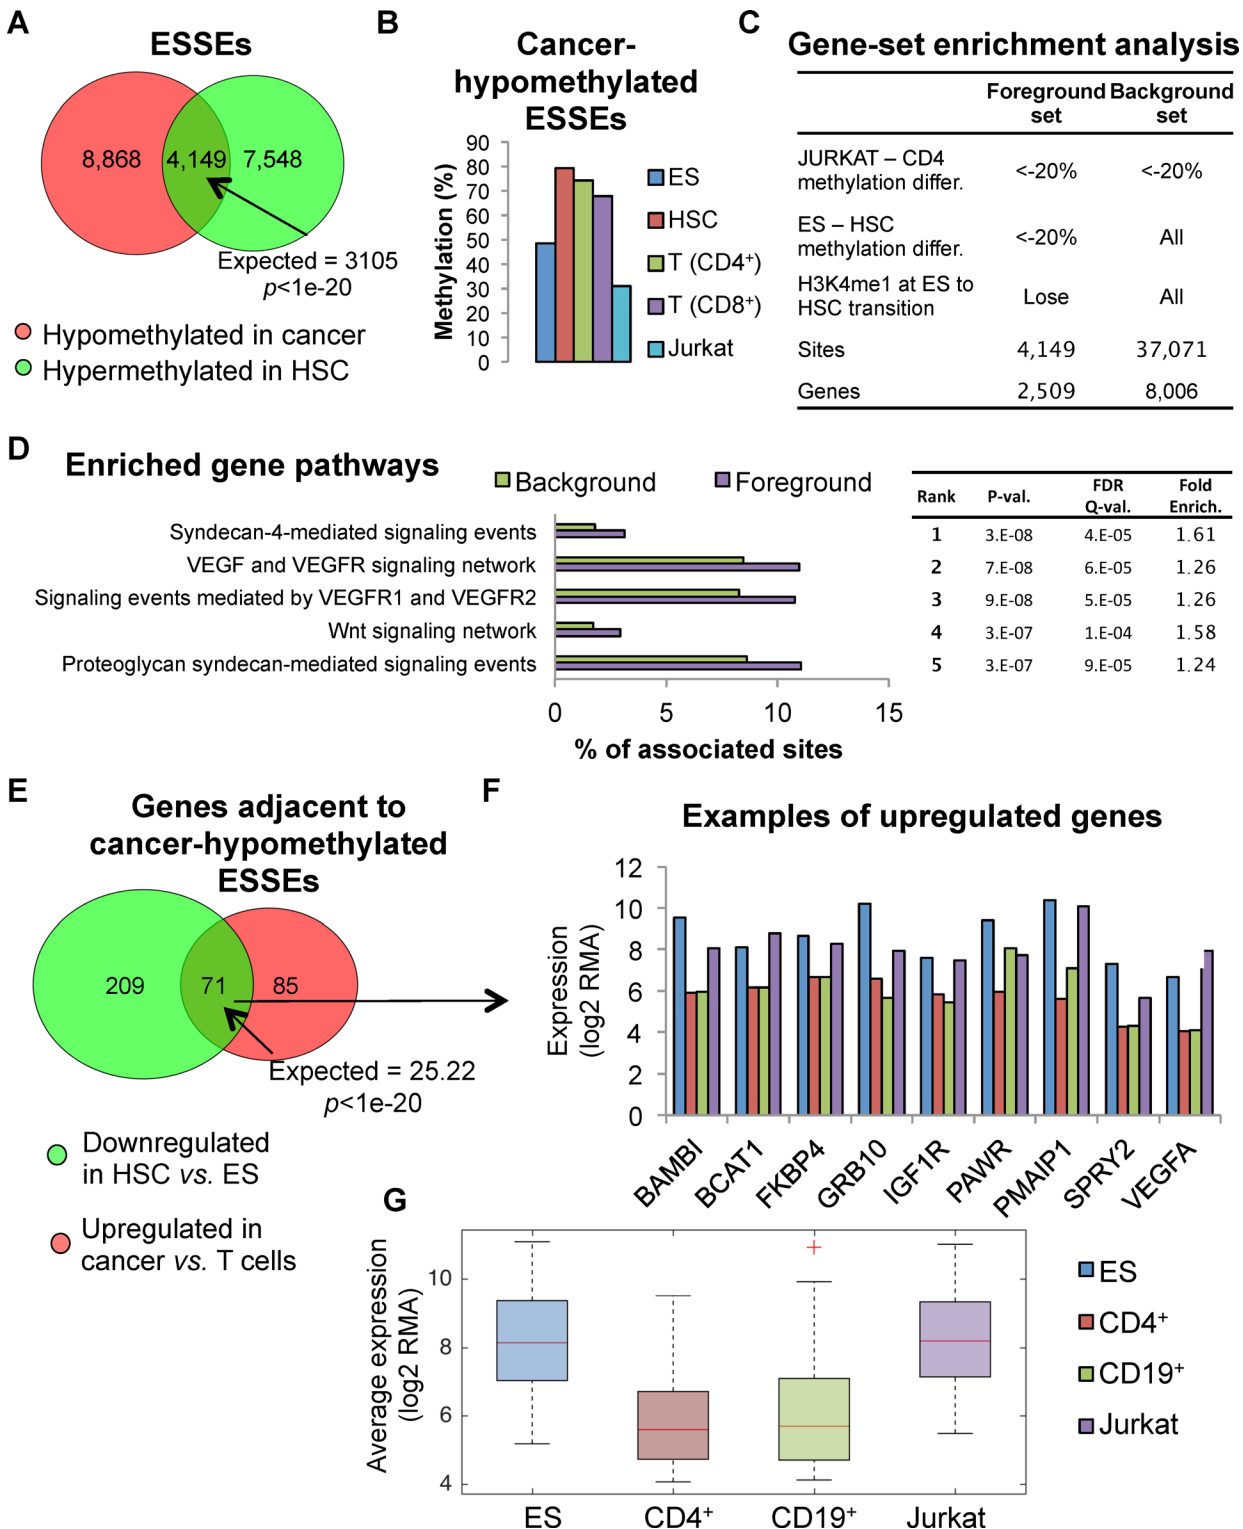 A
ESSEs
8,868
4,149
7,548
Expected = 3105
p<1e-20
Hypomethylated in cancer
Hypermethylated in HSC
B
Cancer-
hypomethylated
ESSEs
Methylation (%)
90
80
70
60
50
40
30
20
10
0
ES
HSC
T (CD4+)
T (CD8+)
Jurkat
C
Gene-set enrichment analysis
Foreground set
Background set
JURKAT – CD4
methylation differ.
<-20%
<-20%
ES – HSC
methylation differ.
<-20%
All
H3K4me1 at ES to
HSC transition
Lose
All
Sites 4,149 37,071
Genes 2,509 8,006
D
Enriched gene pathways
Background
Foreground
Syndecan-4-mediated signaling events
VEGF and VEGFR signaling network
Signaling events mediated by VEGFR1 and VEGFR2
Wnt signaling network
Proteoglycan syndecan-mediated signaling events
0 5 10 15
% of associated sites
Rank P-val. FDR Q-val. Fold Enrich.
1 3.E-08 4.E-05 1.61
2 7.E-08 6.E-05 1.26
3 9.E-08 5.E-05 1.26
4 3.E-07 1.E-04 1.58
5 3.E-07 9.E-05 1.24
E
Genes adjacent to
cancer-hypomethylated
ESSEs
209
71
85
Expected = 25.22
p<1e-20
Downregulated
in HSC vs. ES
Upregulated in
cancer vs. T cells
F
Examples of upregulated genes
Expression
(log2 RMA)
12
10
8
6
4
2
0
BAMBI
BCAT1
FKBP4
GRB10
IGF1R
PAWR
PMAIP1
SPRY2
VEGFA
G
Average expression
(log2 RMA)
10
8
6
4
ES
CD4+
CD19+
Jurkat
ES
CD4+
CD19+
Jurkat